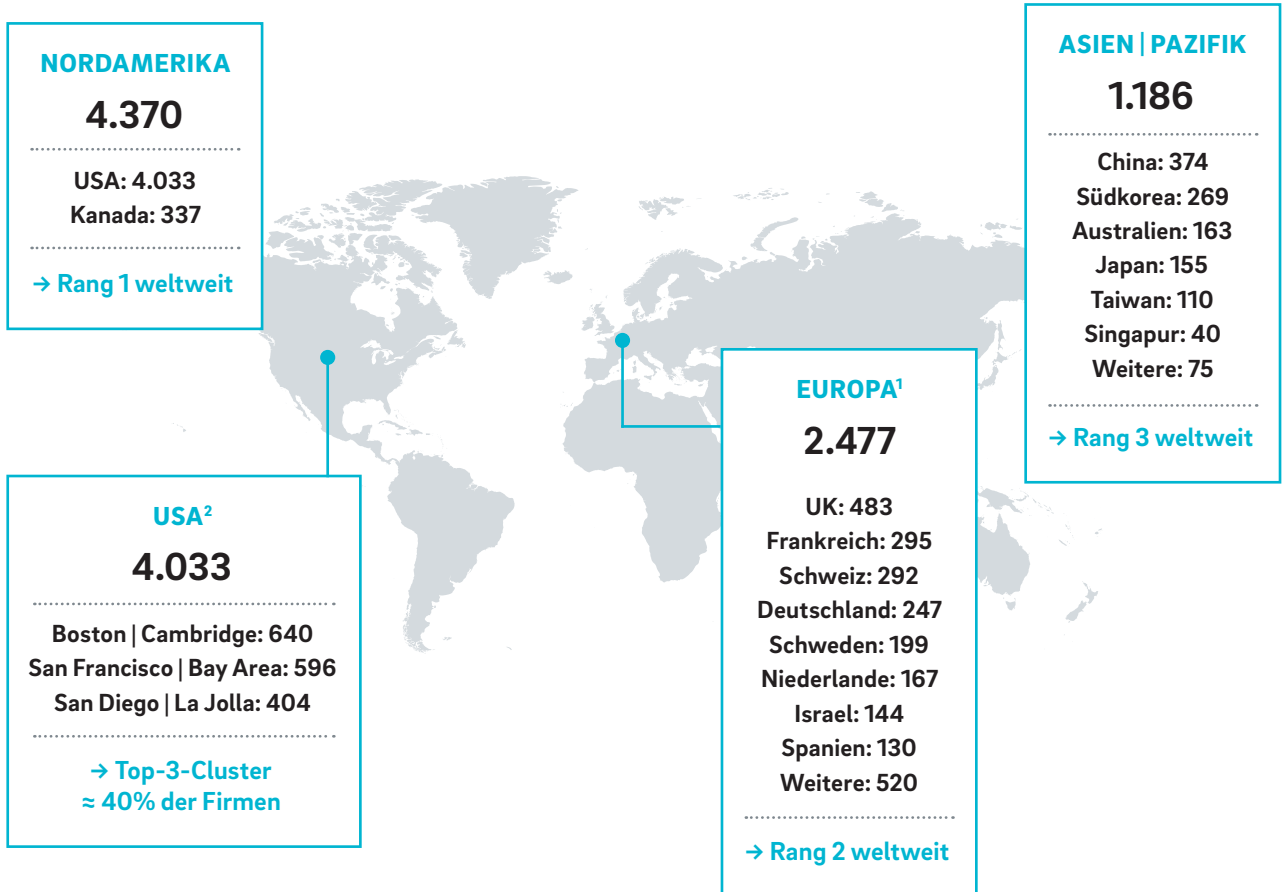 NORDAMERIKA
4.370
USA: 4.033
Kanada: 337
→ Rang 1 weltweit
USA²
4.033
Boston | Cambridge: 640
San Francisco | Bay Area: 596
San Diego | La Jolla: 404
→ Top-3-Cluster
≈ 40% der Firmen
EUROPA¹
2.477
UK: 483
Frankreich: 295
Schweiz: 292
Deutschland: 247
Schweden: 199
Niederlande: 167
Israel: 144
Spanien: 130
Weitere: 520
→ Rang 2 weltweit
ASIEN | PAZIFIK
1.186
China: 374
Südkorea: 269
Australien: 163
Japan: 155
Taiwan: 110
Singapur: 40
Weitere: 75
→ Rang 3 weltweit